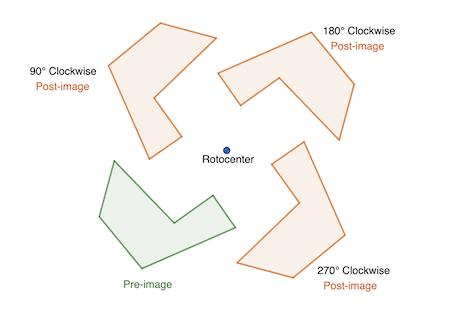 180° Clockwise
Post-image
90° Clockwise
Post-image
Rotocenter
270° Clockwise
Post-image
Pre-image